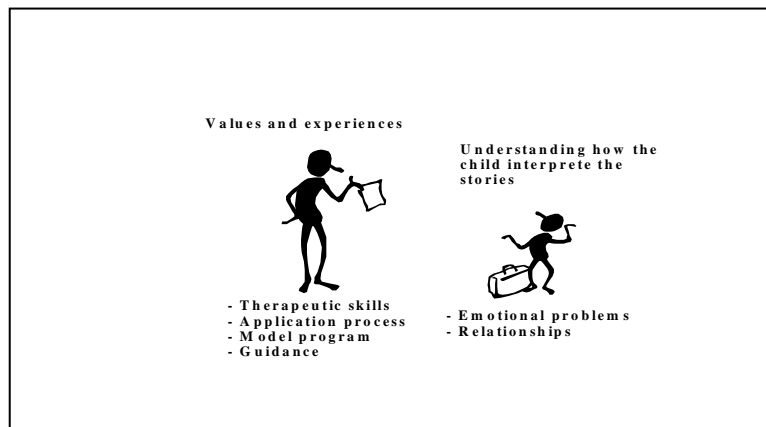 Values and experiences
Understanding how the
child interprete the
stories
- Therapeutic skills
- Application process
- Model program
- Guidance
- Emotional problems
- Relationships